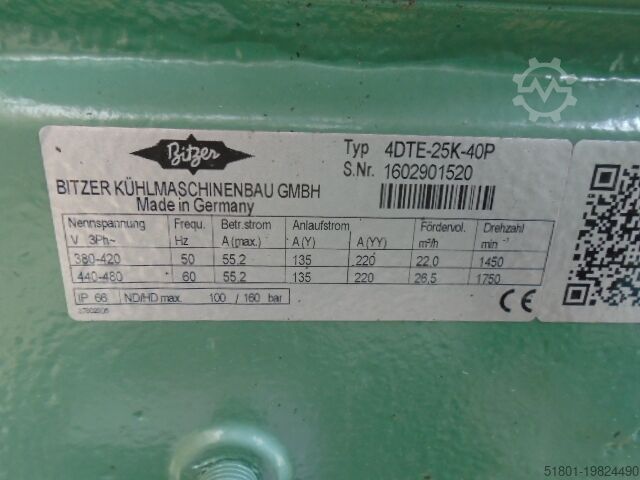 Bitzer
Typ 4DTE-25K-40P
S.Nr. 1602901520
BITZER KÜHLMASCHINENBAU GMBH
Made in Germany
Nennspannung Frequ. Betr.strom Anlaufstrom Fördervol. Drehzahl
V 3Ph~ Hz A (max.) A (Y) A (YY) m³/h min⁻¹
380-420 50 55,2 135 220 22,0 1450
440-480 60 55,2 135 220 26,5 1750
IP 66 ND/HD max. 100 / 160 bar
CE
51801-19824490